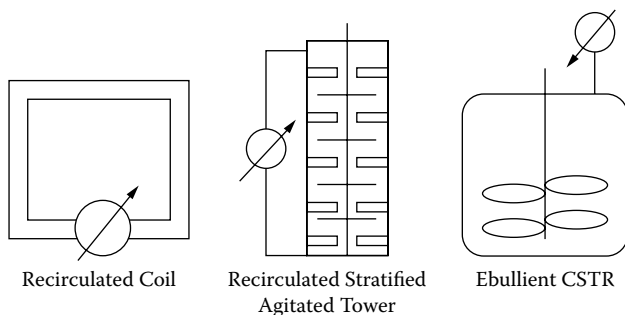 Recirculated Coil
Recirculated Stratified
Agitated Tower
Ebullient CSTR